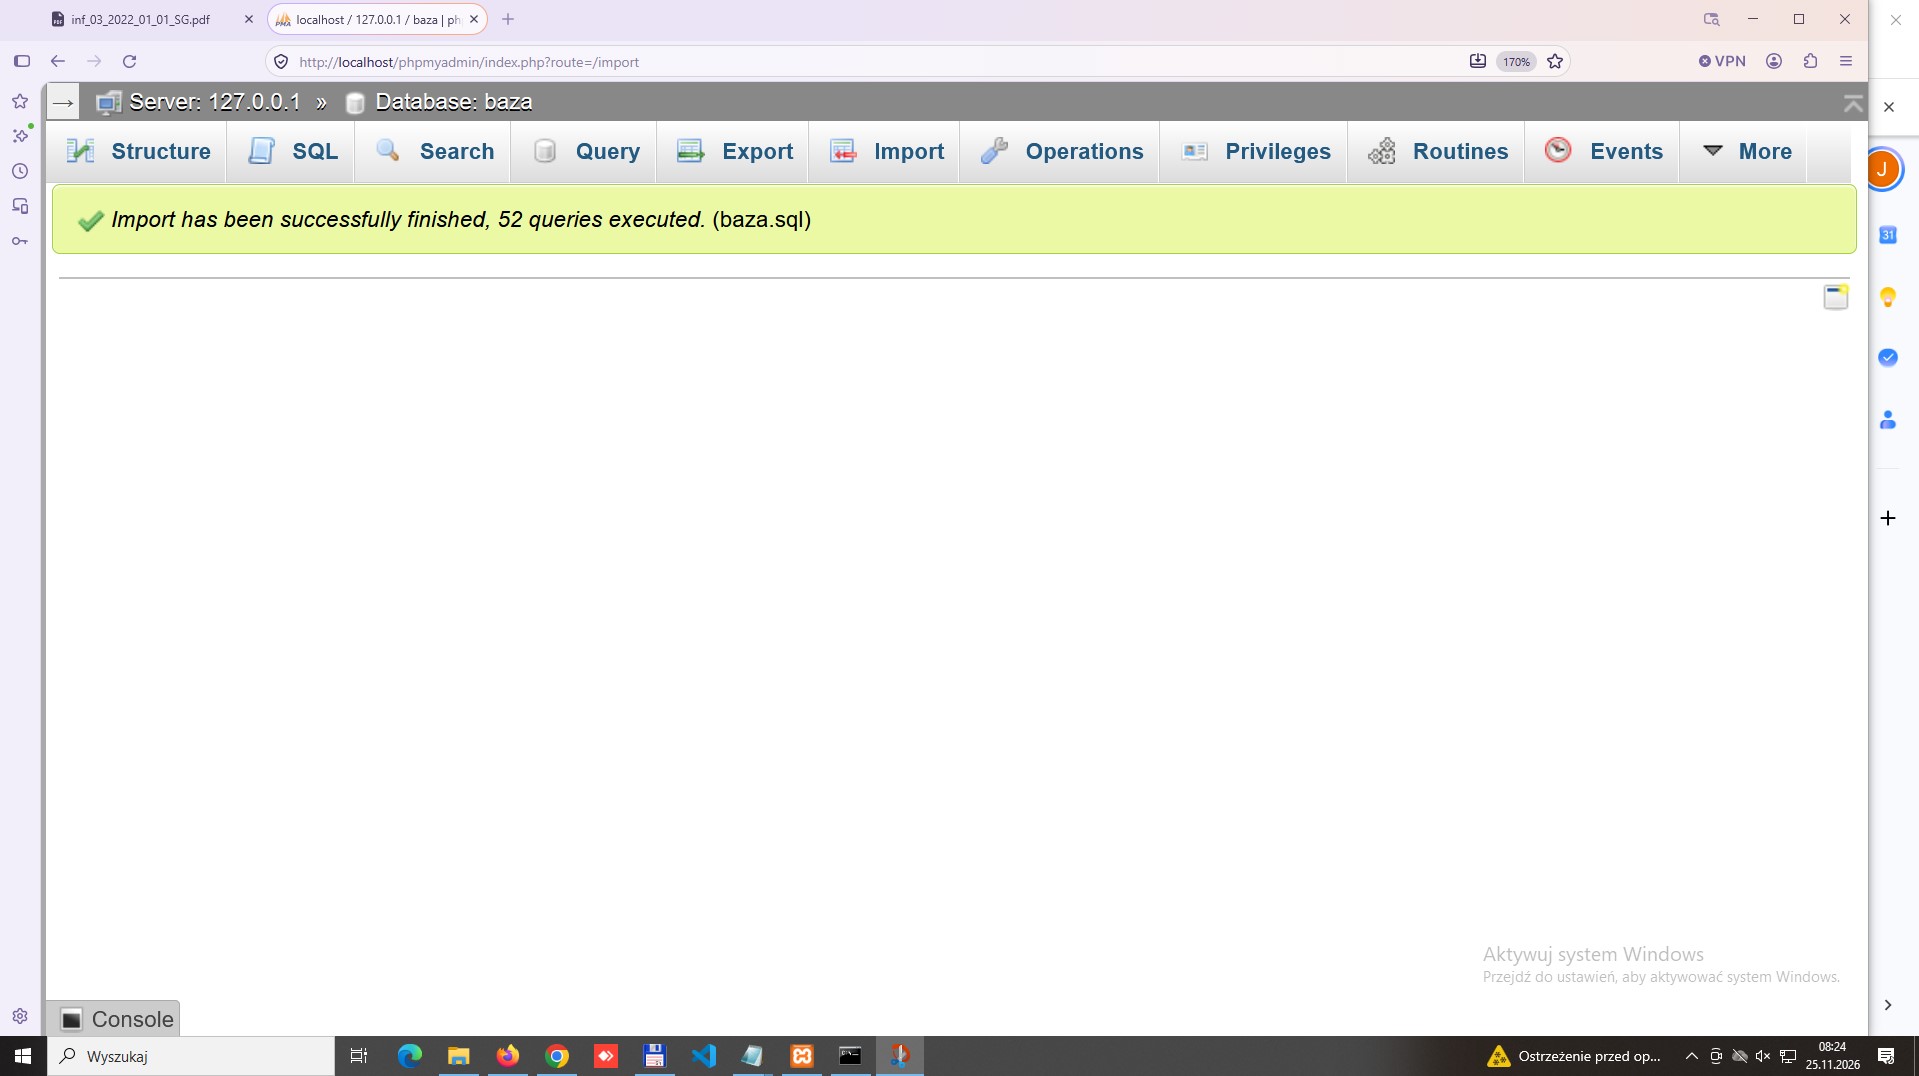 inf_03_2022_01_01_SG.pdf
localhost / 127.0.0.1 / baza | ph
http://localhost/phpmyadmin/index.php?route=/import
170%
VPN
Server: 127.0.0.1 » Database: baza
Structure SQL Search Query Export Import Operations Privileges Routines Events More
Import has been successfully finished, 52 queries executed. (baza.sql)
J
31
Aktywuj system Windows
Przejdź do ustawień, aby aktywować system Windows.
Console
Wyszukaj
Ostrzeżenie przed op...
08:24
25.11.2026